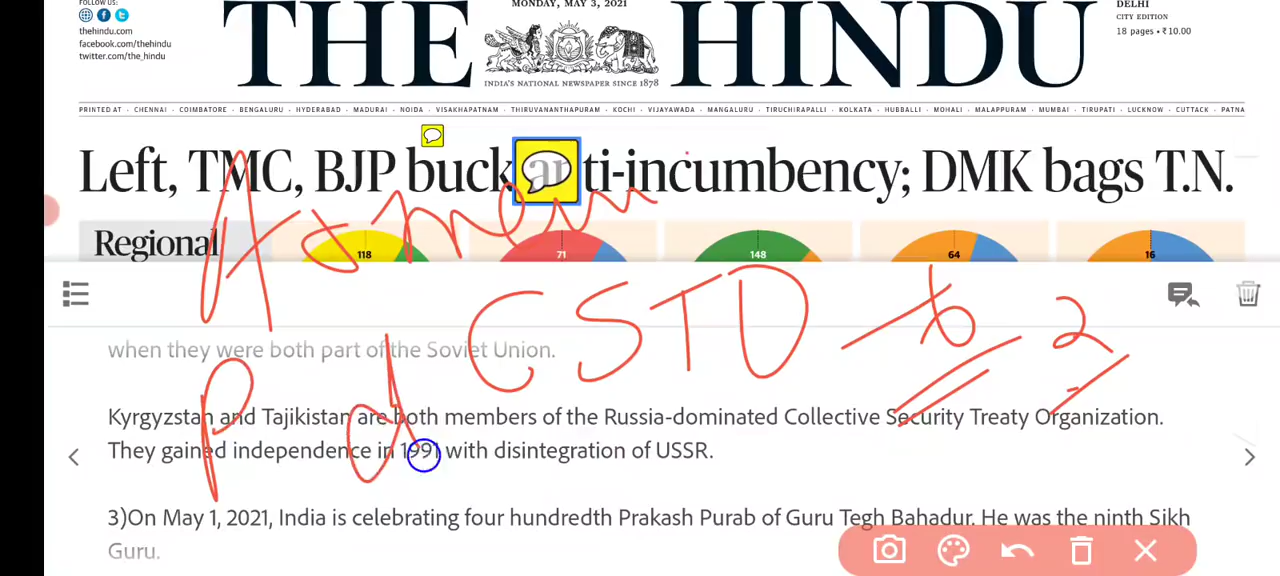 FOLLOW US:
thehindu.com
facebook.com/thehindu
twitter.com/the_hindu
MONDAY, MAY 3, 2021
THE HINDU
INDIA'S NATIONAL NEWSPAPER SINCE 1878
DELHI
CITY EDITION
18 pages • ₹10.00
PRINTED AT • CHENNAI • COIMBATORE • BENGALURU • HYDERABAD • MADURAI • NOIDA • VISAKHAPATNAM • THIRUVANANTHAPURAM • KOCHI • VIJAYAWADA • MANGALURU • TIRUCHIRAPALLI • KOLKATA • HUBBALLI • MOHALI • MALAPPURAM • MUMBAI • TIRUPATI • LUCKNOW • CUTTACK • PATNA
Left, TMC, BJP buck anti-incumbency; DMK bags T.N.
Regional
118
71
148
64
16
CSTO - 6 2
when they were both part of the Soviet Union.
Kyrgyzstan and Tajikistan are both members of the Russia-dominated Collective Security Treaty Organization.
They gained independence in 1991 with disintegration of USSR.
3)On May 1, 2021, India is celebrating four hundredth Prakash Purab of Guru Tegh Bahadur. He was the ninth Sikh
Guru.